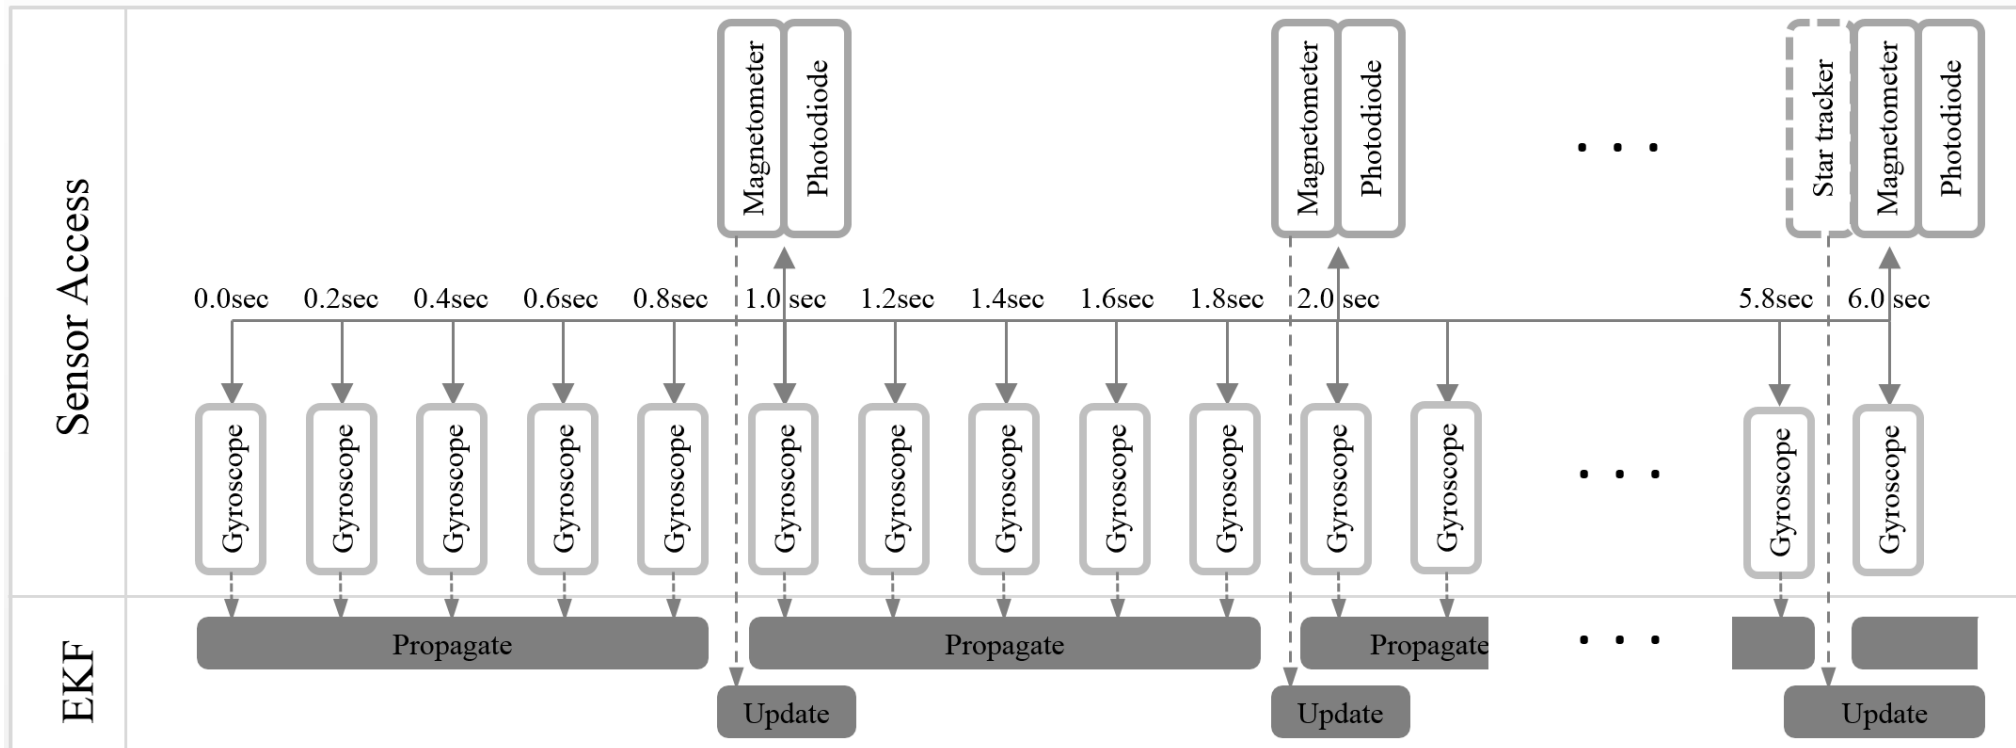 Sensor Access
Magnetometer
Photodiode
Magnetometer
Photodiode
. . .
Star tracker
Magnetometer
Photodiode
0.0sec 0.2sec 0.4sec 0.6sec 0.8sec 1.0 sec 1.2sec 1.4sec 1.6sec 1.8sec 2.0 sec 5.8sec 6.0 sec
Gyroscope
Gyroscope
Gyroscope
Gyroscope
Gyroscope
Gyroscope
Gyroscope
Gyroscope
Gyroscope
Gyroscope
Gyroscope
Gyroscope
. . .
Gyroscope
Gyroscope
EKF
Propagate Propagate Propagate . . .
Update Update Update